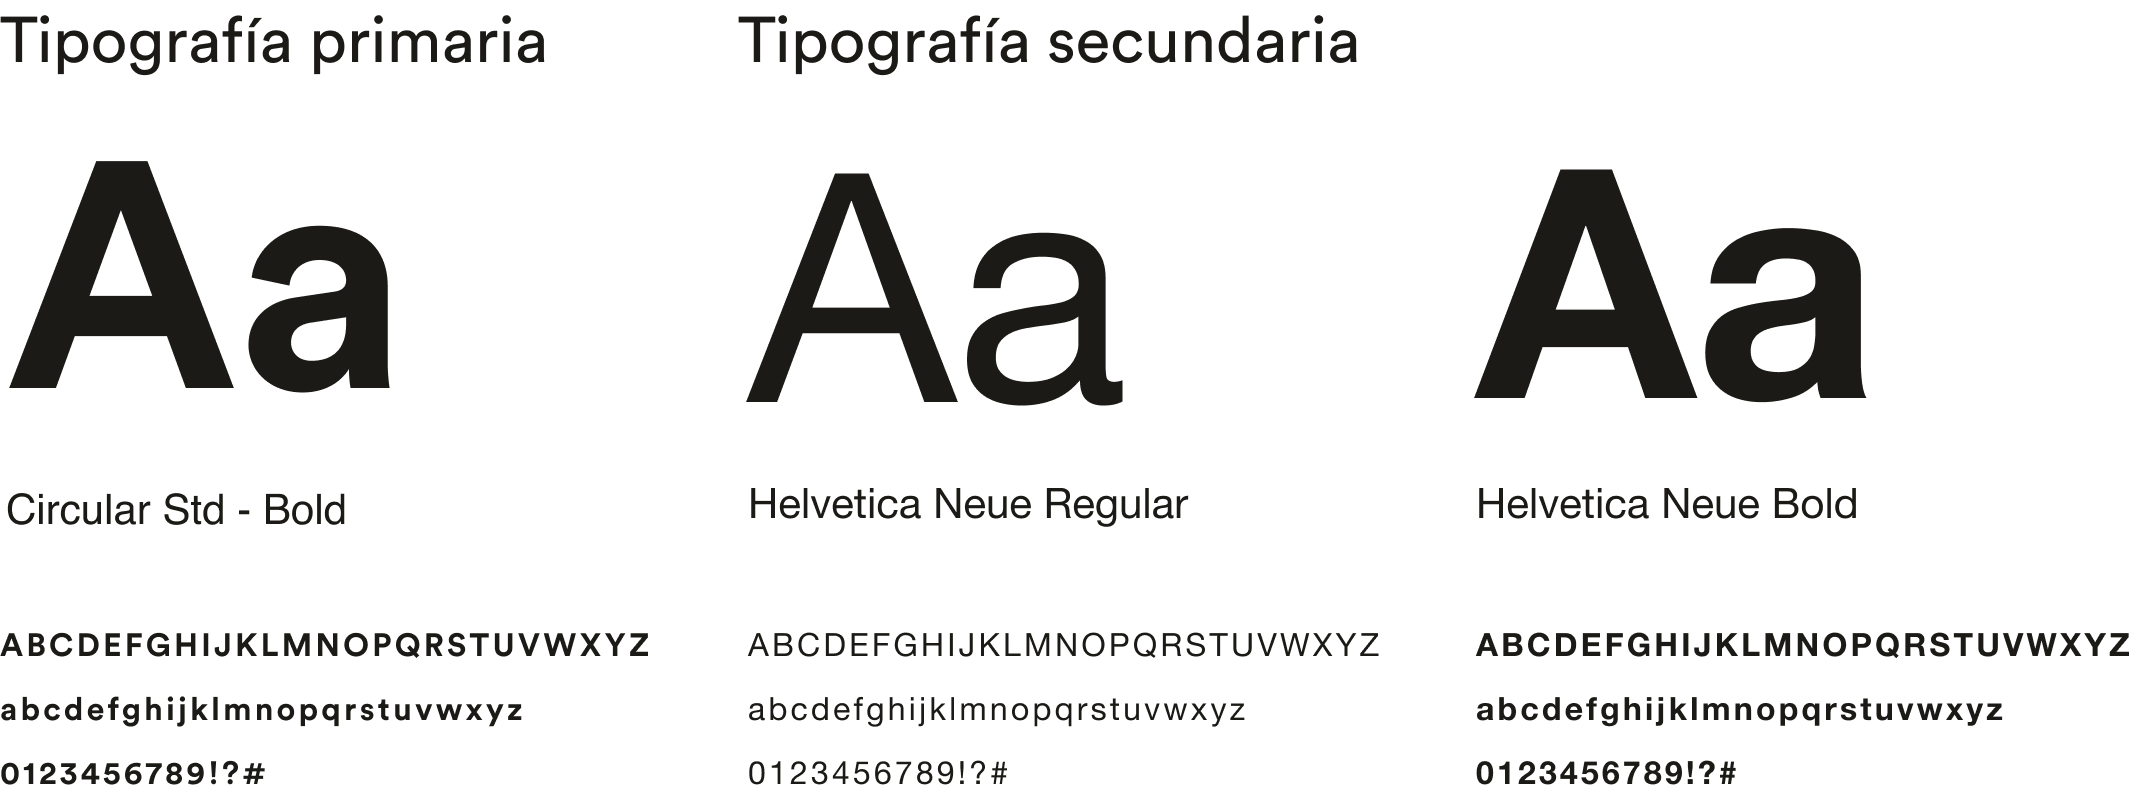 Tipografía primaria
Aa
Circular Std - Bold
ABCDEFGHIJKLMNOPQRSTUVWXYZ
abcdefghijklmnopqrstuvwxyz
0123456789!?#
Tipografía secundaria
Aa
Helvetica Neue Regular
ABCDEFGHIJKLMNOPQRSTUVWXYZ
abcdefghijklmnopqrstuvwxyz
0123456789!?#
Aa
Helvetica Neue Bold
ABCDEFGHIJKLMNOPQRSTUVWXYZ
abcdefghijklmnopqrstuvwxyz
0123456789!?#